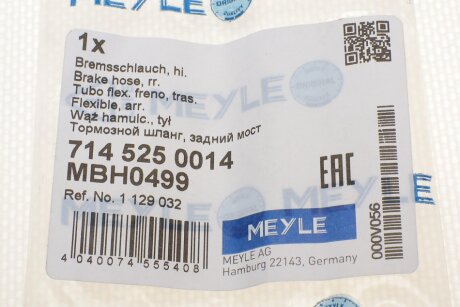 1x
Bremsschlauch, hi.
Brake hose, rr.
Tubo flex. freno, tras.
Flexible, arr.
Wąż hamulc., tył
Тормозной шланг, задний мост
714 525 0014
MBH0499
Ref. No. 1 129 032
4 040074 555408
EAC
MEYLE
MEYLE AG
Hamburg 22143, Germany
000V056
MEYLE
ORIGINAL